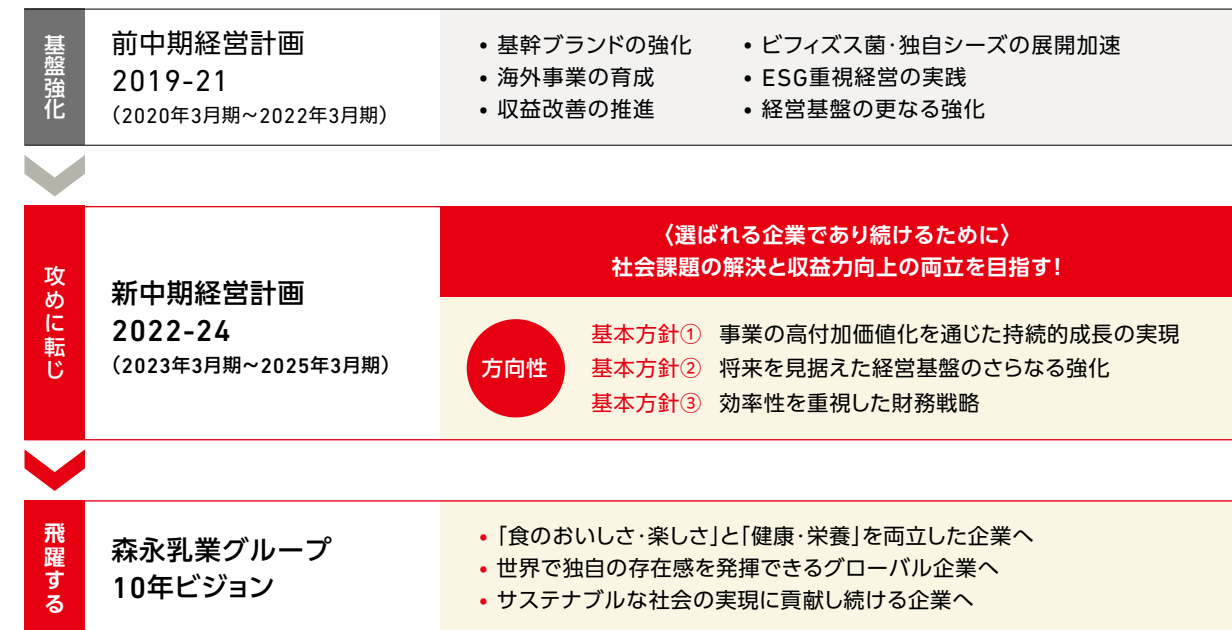 基盤強化
前中期経営計画
2019-21
（2020年3月期～2022年3月期）
• 基幹ブランドの強化
• 海外事業の育成
• 収益改善の推進
• ビフィズス菌･独自シーズの展開加速
• ESG重視経営の実践
• 経営基盤の更なる強化
攻めに転じ
新中期経営計画
2022-24
（2023年3月期～2025年3月期）
〈選ばれる企業であり続けるために〉
社会課題の解決と収益力向上の両立を目指す！
方向性
基本方針① 事業の高付加価値化を通じた持続的成長の実現
基本方針② 将来を見据えた経営基盤のさらなる強化
基本方針③ 効率性を重視した財務戦略
飛躍する
森永乳業グループ
10年ビジョン
• ｢食のおいしさ･楽しさ｣と｢健康･栄養｣を両立した企業へ
• 世界で独自の存在感を発揮できるグローバル企業へ
• サステナブルな社会の実現に貢献し続ける企業へ